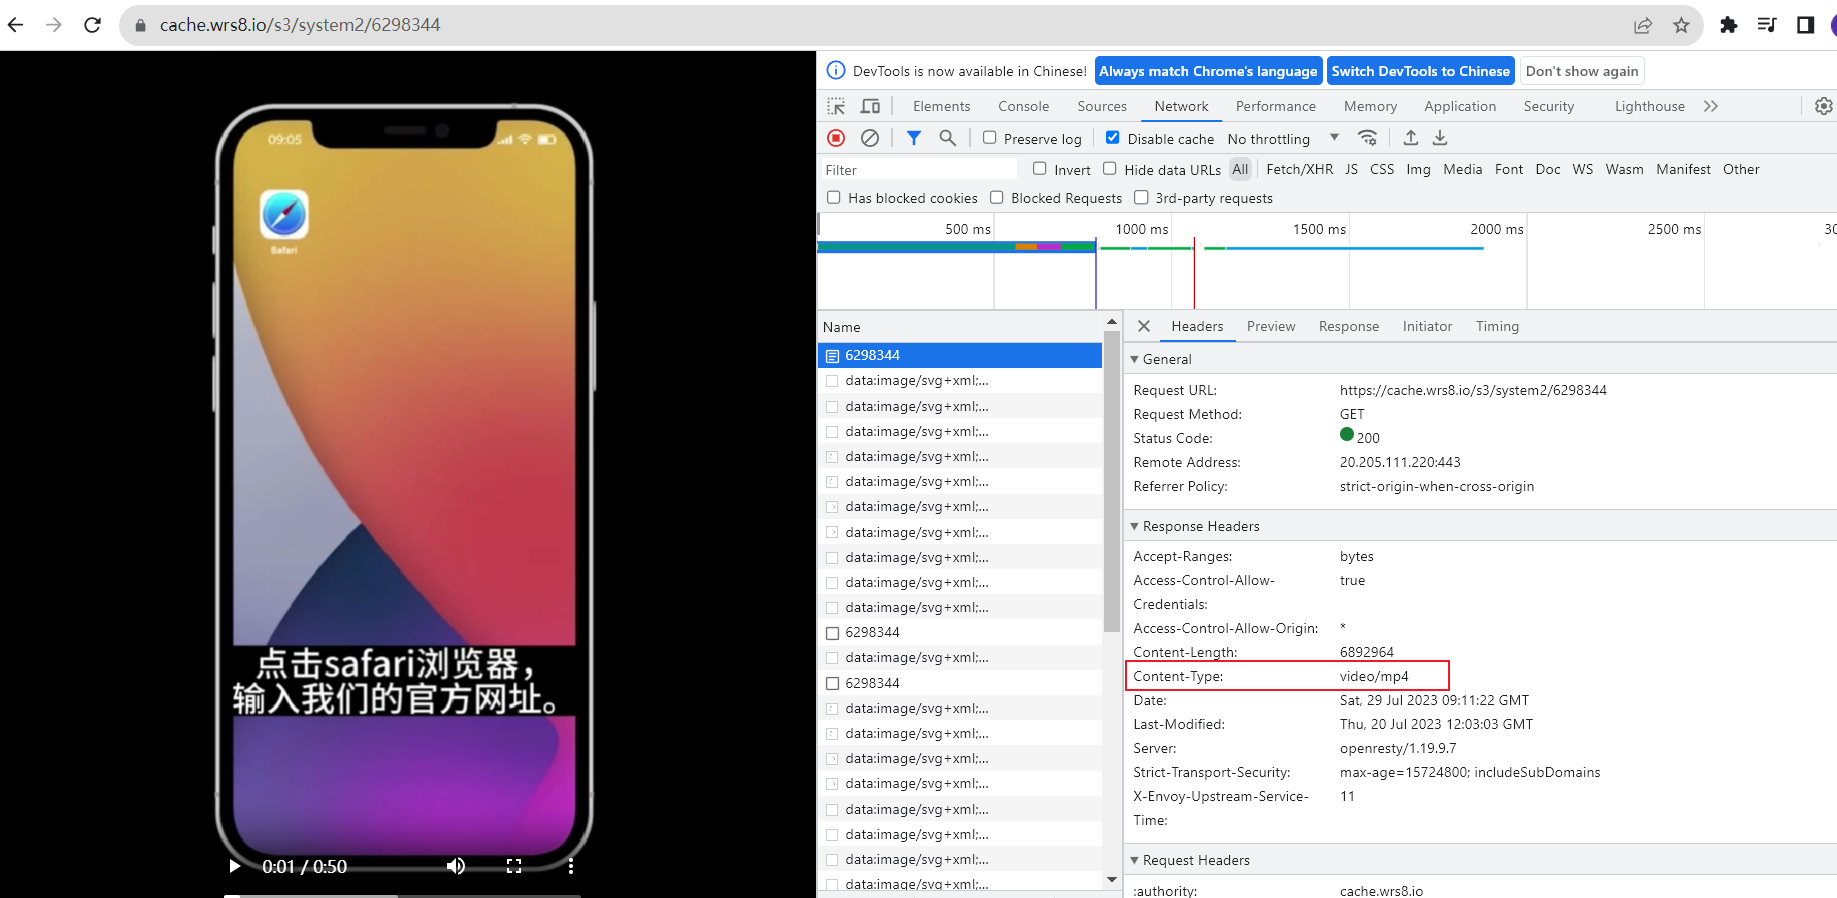 cache.wrs8.io/s3/system2/6298344
09:05
Safari
点击safari浏览器，
输入我们的官方网址。
0:01 / 0:50
DevTools is now available in Chinese!
Always match Chrome's language
Switch DevTools to Chinese
Don't show again
Elements
Console
Sources
Network
Performance
Memory
Application
Security
Lighthouse
Preserve log
Disable cache
No throttling
Filter
Invert
Hide data URLs
All
Fetch/XHR
JS
CSS
Img
Media
Font
Doc
WS
Wasm
Manifest
Other
Has blocked cookies
Blocked Requests
3rd-party requests
500 ms
1000 ms
1500 ms
2000 ms
2500 ms
30
Name
6298344
data:image/svg+xml;...
data:image/svg+xml;...
data:image/svg+xml;...
data:image/svg+xml;...
data:image/svg+xml;...
data:image/svg+xml;...
data:image/svg+xml;...
data:image/svg+xml;...
data:image/svg+xml;...
data:image/svg+xml;...
6298344
data:image/svg+xml;...
6298344
data:image/svg+xml;...
data:image/svg+xml;...
data:image/svg+xml;...
data:image/svg+xml;...
data:image/svg+xml;...
data:image/svg+xml;...
data:image/svg+xml;...
data:image/svg+xml;...
Headers
Preview
Response
Initiator
Timing
General
Request URL: https://cache.wrs8.io/s3/system2/6298344
Request Method: GET
Status Code: 200
Remote Address: 20.205.111.220:443
Referrer Policy: strict-origin-when-cross-origin
Response Headers
Accept-Ranges: bytes
Access-Control-Allow- true
Credentials:
Access-Control-Allow-Origin: *
Content-Length: 6892964
Content-Type: video/mp4
Date: Sat, 29 Jul 2023 09:11:22 GMT
Last-Modified: Thu, 20 Jul 2023 12:03:03 GMT
Server: openresty/1.19.9.7
Strict-Transport-Security: max-age=15724800; includeSubDomains
X-Envoy-Upstream-Service- 11
Time:
Request Headers
:authority: cache.wrs8.io